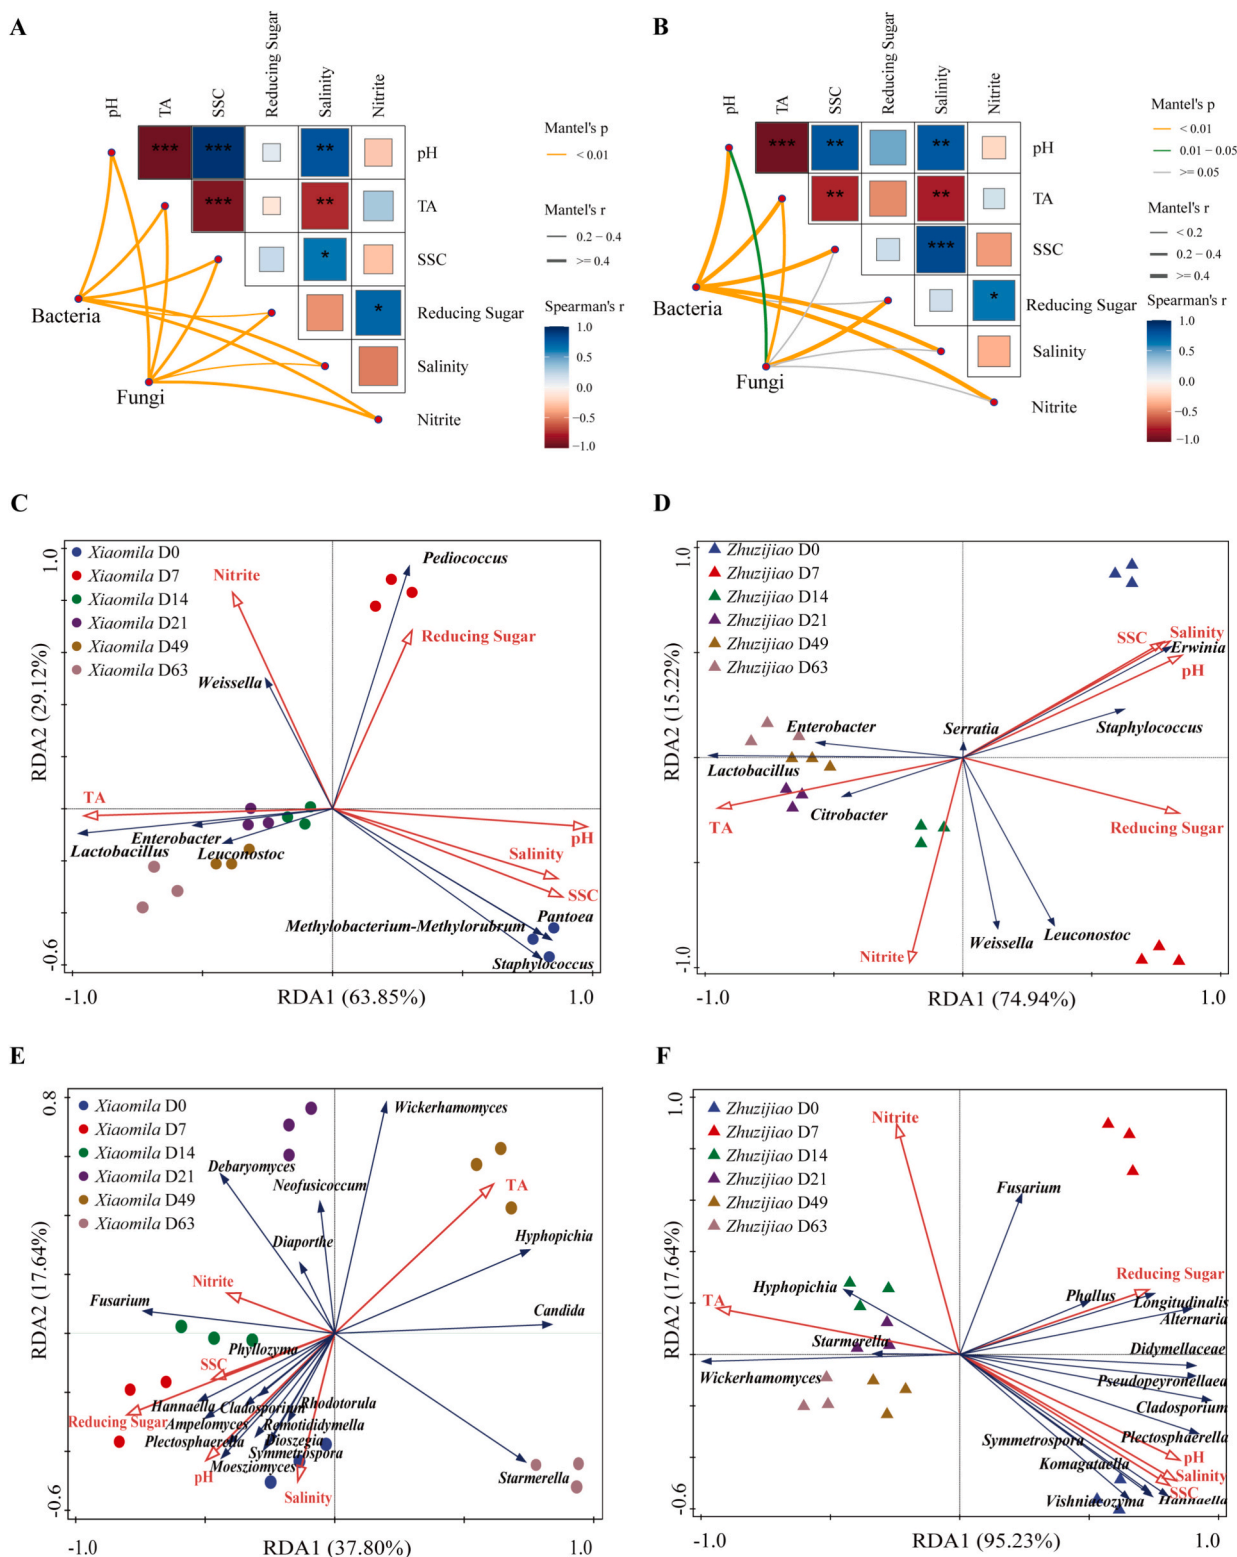 A
pH
TA
SSC
Reducing Sugar
Salinity
Nitrite
*** *** ** pH
*** ** TA
* SSC
* Reducing Sugar
Salinity
Nitrite
Bacteria
Fungi
Mantel's p
< 0.01
Mantel's r
0.2 – 0.4
>= 0.4
Spearman's r
1.0
0.5
0.0
−0.5
−1.0
B
pH
TA
SSC
Reducing Sugar
Salinity
Nitrite
*** ** ** pH
** ** TA
*** SSC
* Reducing Sugar
Salinity
Nitrite
Bacteria
Fungi
Mantel's p
< 0.01
0.01 – 0.05
>= 0.05
Mantel's r
< 0.2
0.2 – 0.4
>= 0.4
Spearman's r
1.0
0.5
0.0
−0.5
−1.0
C
1.0
Xiaomila D0
Xiaomila D7
Xiaomila D14
Xiaomila D21
Xiaomila D49
Xiaomila D63
Pediococcus
Nitrite
Reducing Sugar
Weissella
TA
Enterobacter
Lactobacillus
Leuconostoc
pH
Salinity
SSC
Pantoea
Methylobacterium-Methylorubrum
Staphylococcus
RDA2 (29.12%)
-0.6
-1.0
RDA1 (63.85%)
1.0
D
1.0
Zhuzijiao D0
Zhuzijiao D7
Zhuzijiao D14
Zhuzijiao D21
Zhuzijiao D49
Zhuzijiao D63
SSC
Salinity
Erwinia
pH
Staphylococcus
Enterobacter
Serratia
Lactobacillus
Citrobacter
TA
Reducing Sugar
Nitrite
Weissella
Leuconostoc
RDA2 (15.22%)
-1.0
-1.0
RDA1 (74.94%)
1.0
E
0.8
Xiaomila D0
Xiaomila D7
Xiaomila D14
Xiaomila D21
Xiaomila D49
Xiaomila D63
Wickerhamomyces
Debaryomyces
Neofusicoccum
TA
Diaporthe
Hyphopichia
Nitrite
Fusarium
Candida
Phyllozyma
SSC
Hannaella
Cladosporium
Rhodotorula
Reducing Sugar
Ampelomyces
Remotididymella
Plectosphaerella
Dioszegia
Symmetrospora
pH
Moesziomyces
Salinity
Starmerella
RDA2 (17.64%)
-0.6
-1.0
RDA1 (37.80%)
1.0
F
1.0
Zhuzijiao D0
Zhuzijiao D7
Zhuzijiao D14
Zhuzijiao D21
Zhuzijiao D49
Zhuzijiao D63
Nitrite
Fusarium
Hyphopichia
TA
Reducing Sugar
Phallus
Longitudinalis
Alternaria
Starmerella
Didymellaceae
Wickerhamomyces
Pseudopeyronellaea
Cladosporium
Plectosphaerella
Symmetrospora
pH
Komagataella
Salinity
SSC
Vishniacozyma
Hannaella
RDA2 (17.64%)
-0.6
-1.0
RDA1 (95.23%)
1.0